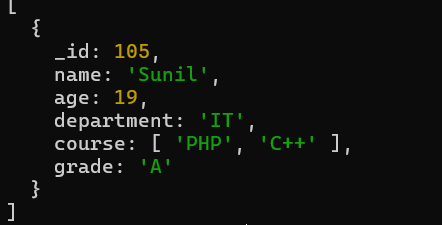 [
  {
    _id: 105,
    name: 'Sunil',
    age: 19,
    department: 'IT',
    course: [ 'PHP', 'C++' ],
    grade: 'A'
  }
]